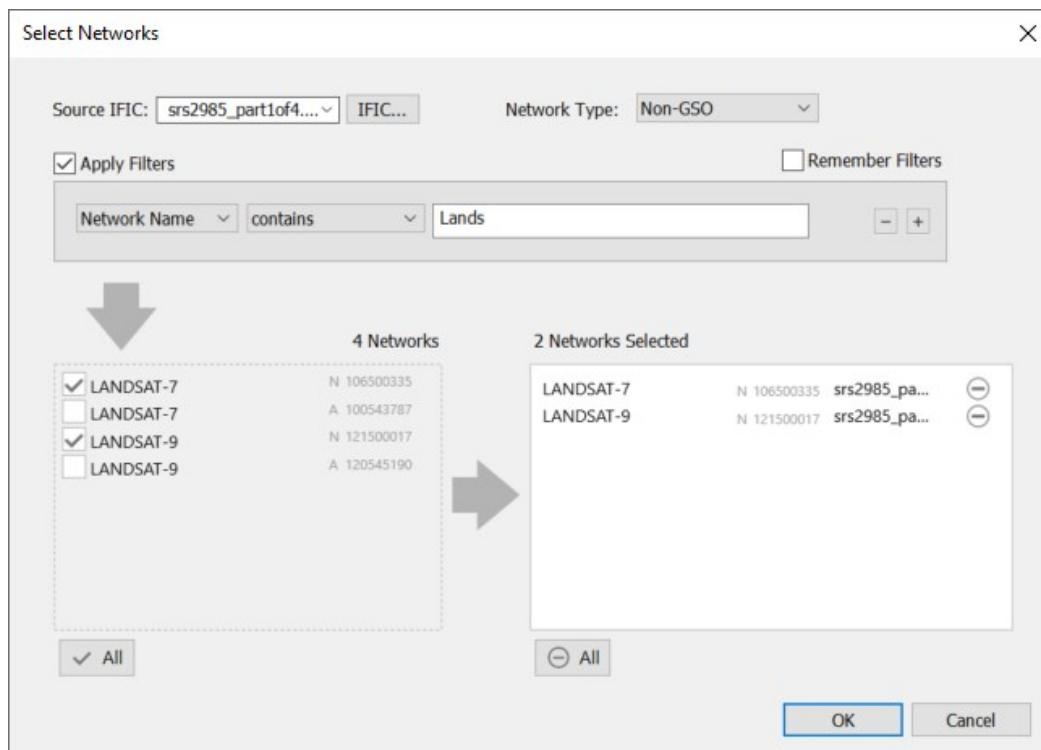 Select Networks
Source IFIC: srs2985_part1of4.... IFIC... Network Type: Non-GSO
Apply Filters Remember Filters
Network Name contains Lands - +
4 Networks 2 Networks Selected
LANDSAT-7 N 106500335 LANDSAT-7 N 106500335 srs2985_pa...
LANDSAT-7 A 100543787 LANDSAT-9 N 121500017 srs2985_pa...
LANDSAT-9 N 121500017
LANDSAT-9 A 120545190
All All
OK Cancel